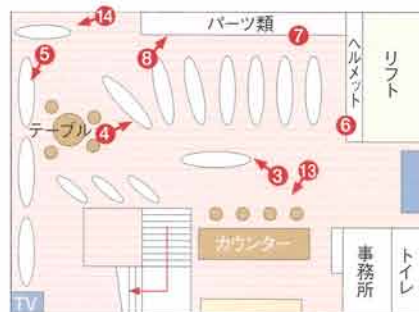 ⑭
パーツ類
⑦
⑤
⑧
ヘルメット
リフト
テーブル
④
⑥
③
⑬
カウンター
事務所
トイレ
TV